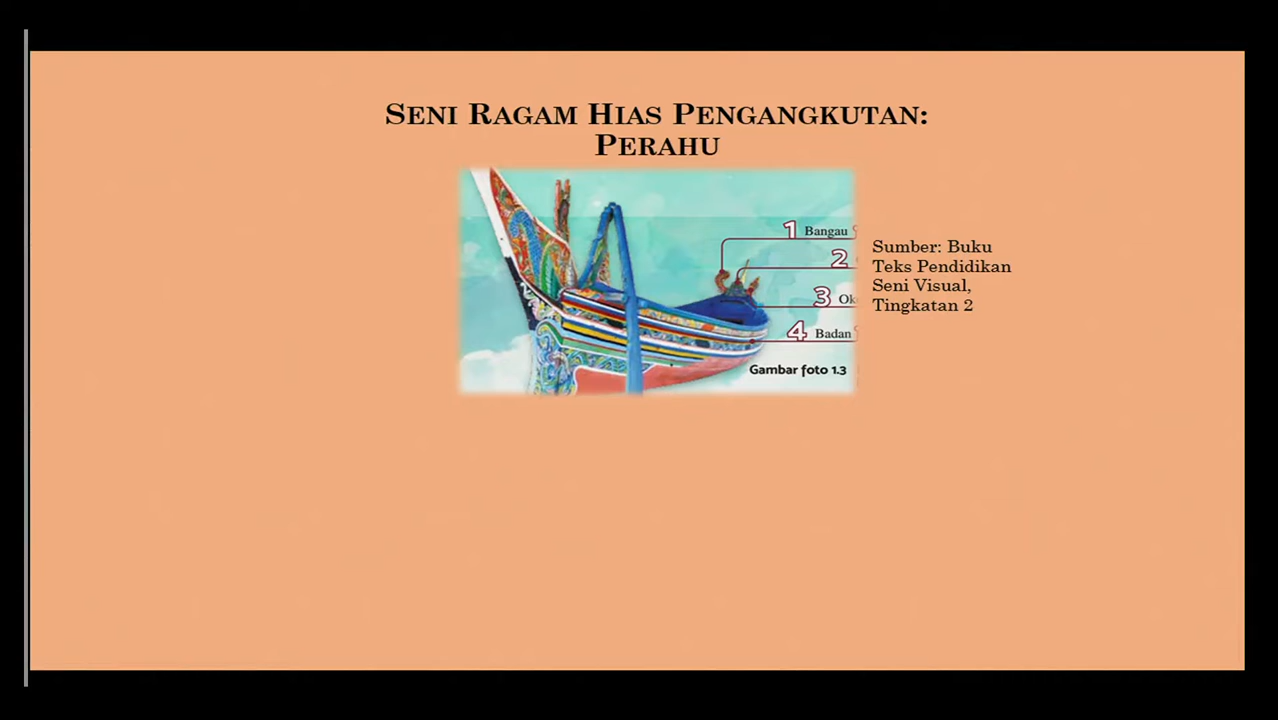 SENI RAGAM HIAS PENGANGKUTAN:
PERAHU
1 Bangau
2
3
4 Badan
Gambar foto 1.3
Sumber: Buku
Teks Pendidikan
Seni Visual,
Tingkatan 2